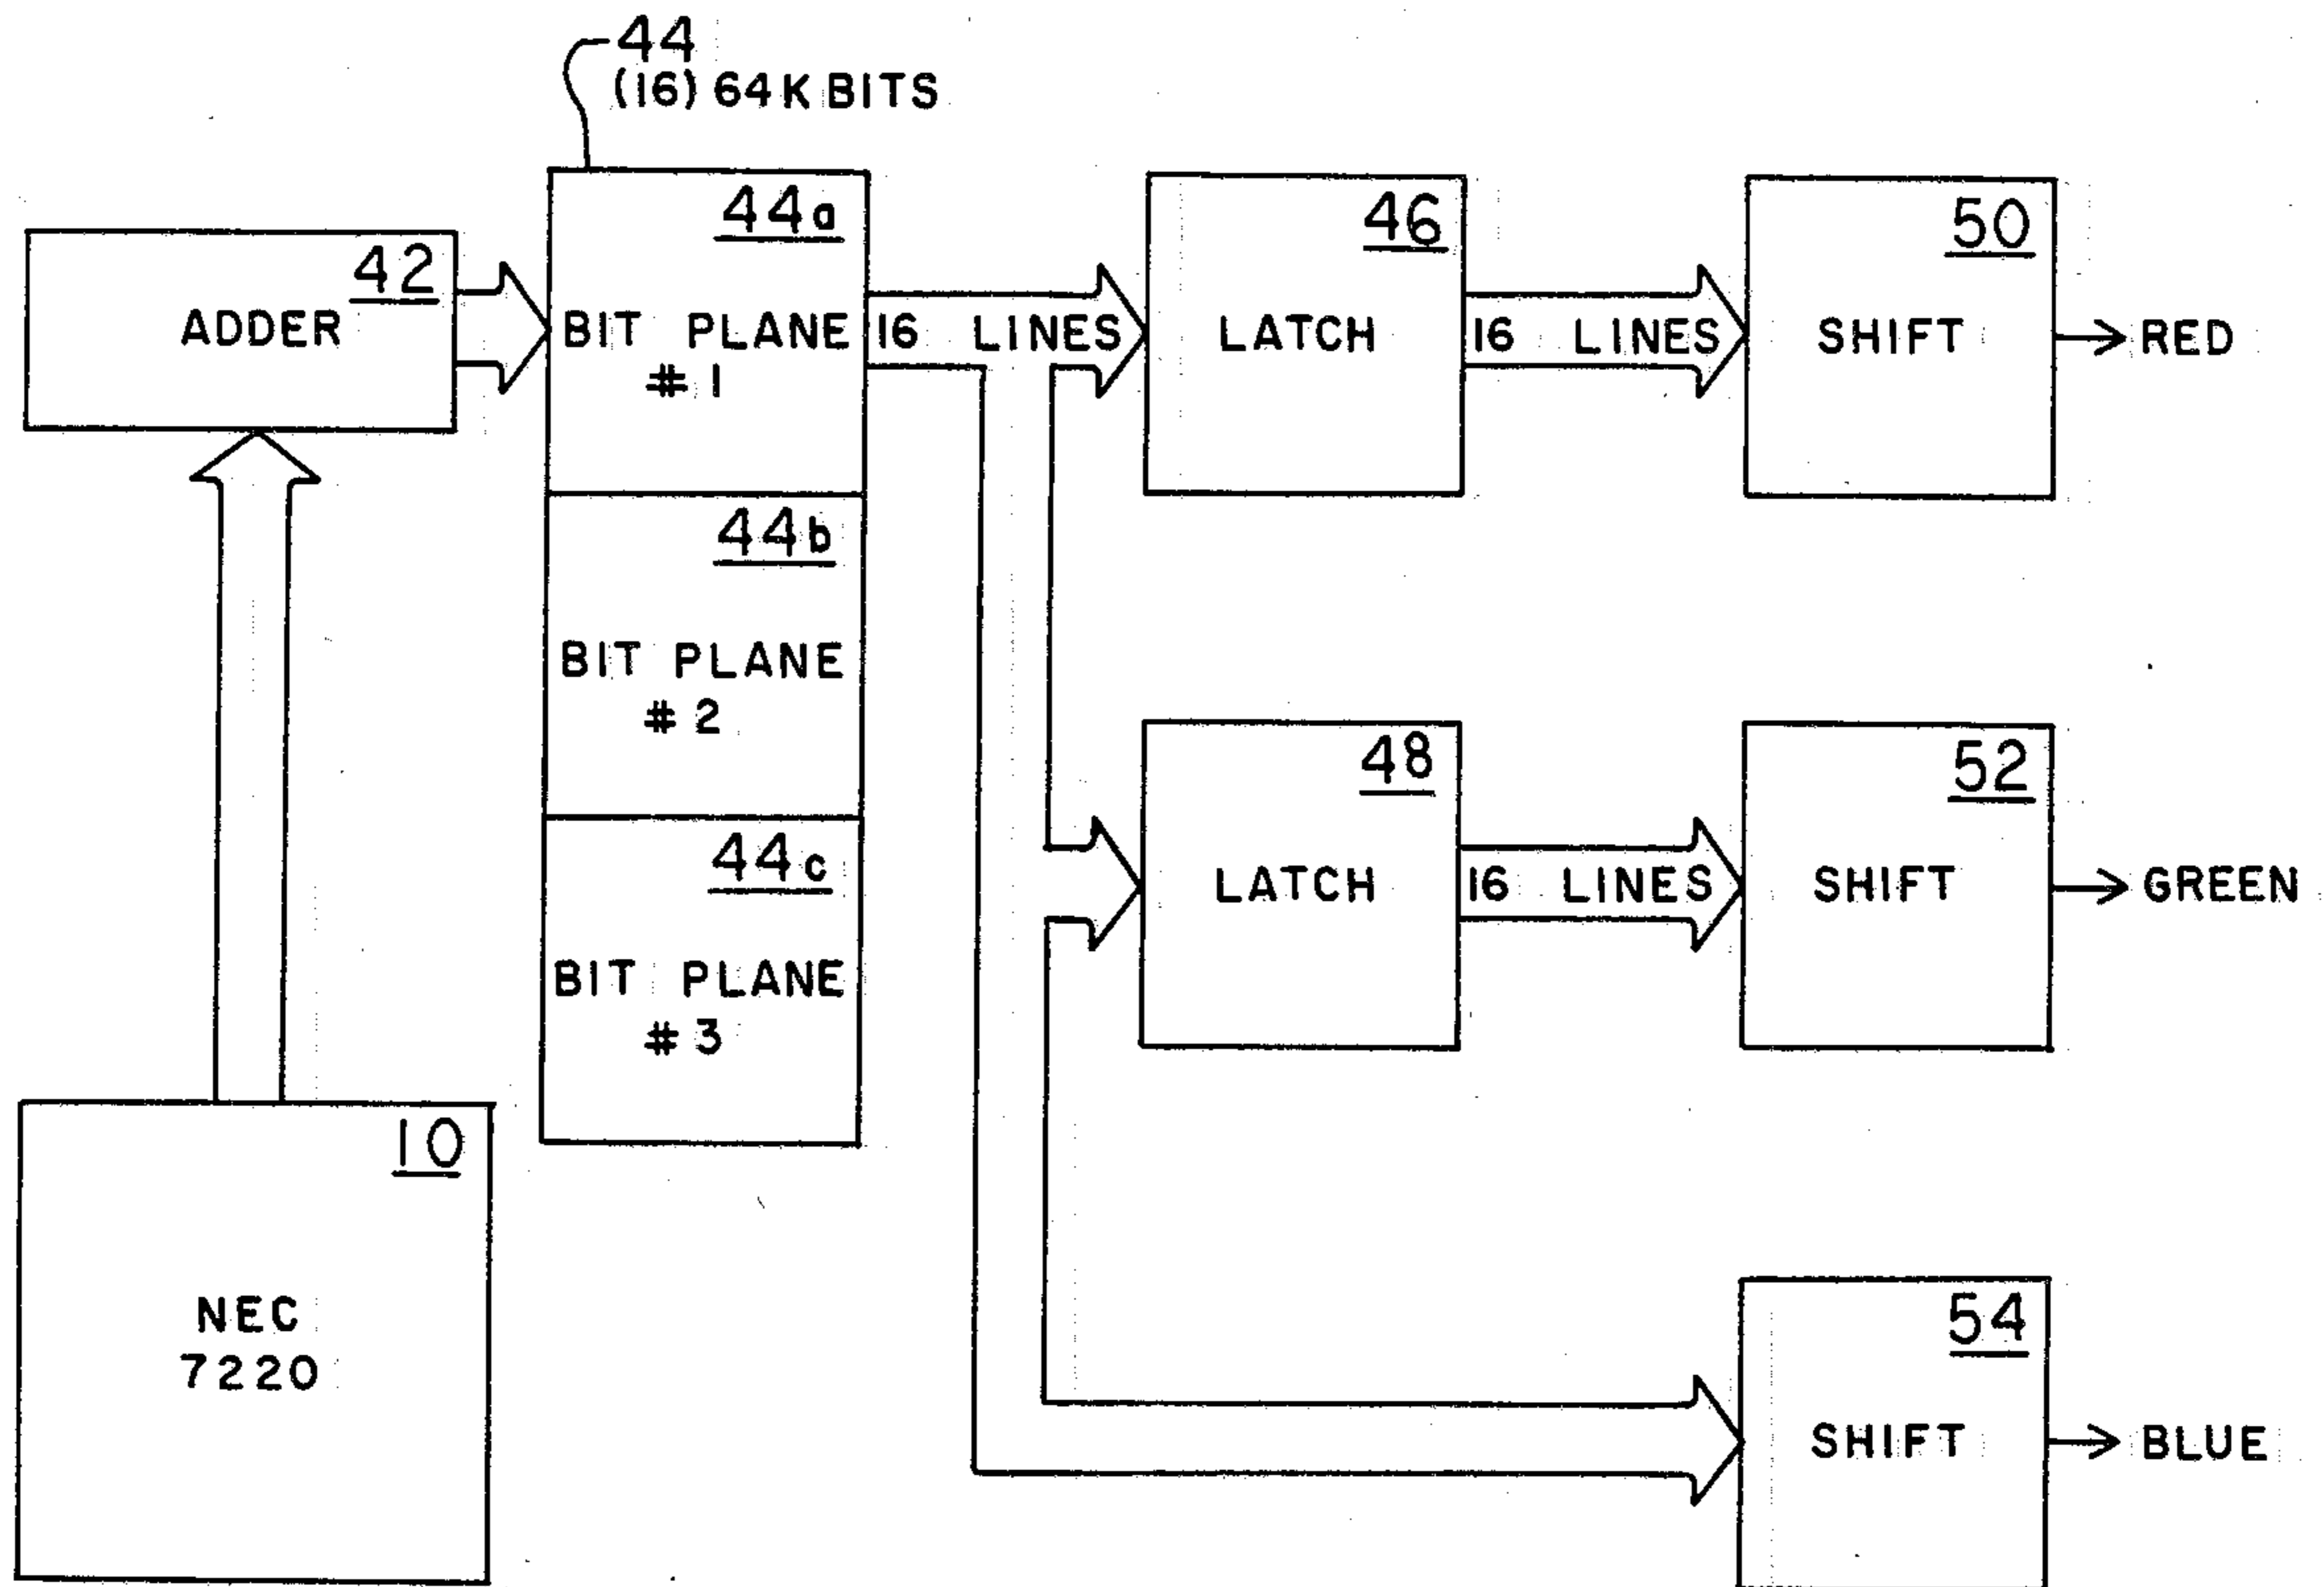 44
(16) 64K BITS
42
ADDER
44a
BIT PLANE
# 1
16 LINES
46
LATCH
16 LINES
50
SHIFT
RED
44b
BIT PLANE
# 2
48
LATCH
16 LINES
52
SHIFT
GREEN
44c
BIT PLANE
# 3
10
NEC
7220
54
SHIFT
BLUE